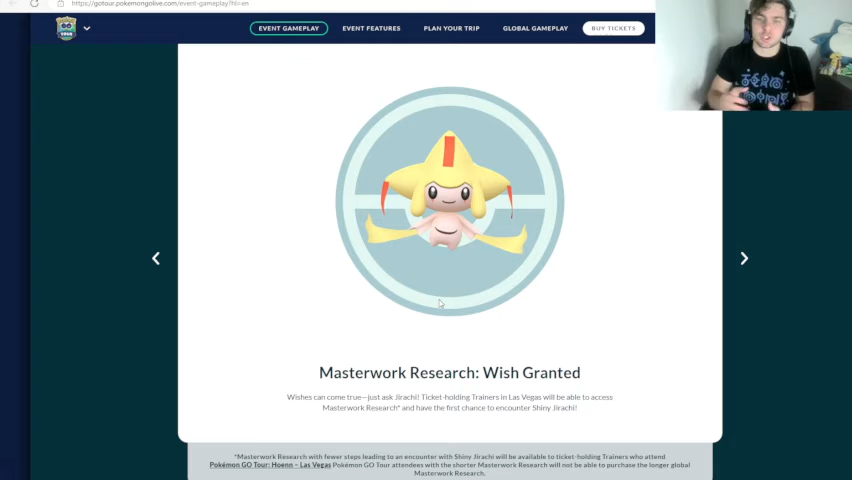 https://gotour.pokemongolive.com/event-gameplay/?hl=en
TOUR
EVENT GAMEPLAY
EVENT FEATURES
PLAN YOUR TRIP
GLOBAL GAMEPLAY
BUY TICKETS
Masterwork Research: Wish Granted
Wishes can come true—just ask Jirachi! Ticket-holding Trainers in Las Vegas will be able to access
Masterwork Research* and have the first chance to encounter Shiny Jirachi!
*Masterwork Research with fewer steps leading to an encounter with Shiny Jirachi will be available to ticket-holding Trainers who attend
Pokémon GO Tour: Hoenn – Las Vegas Pokémon GO Tour attendees with the shorter Masterwork Research will not be able to purchase the longer global
Masterwork Research.